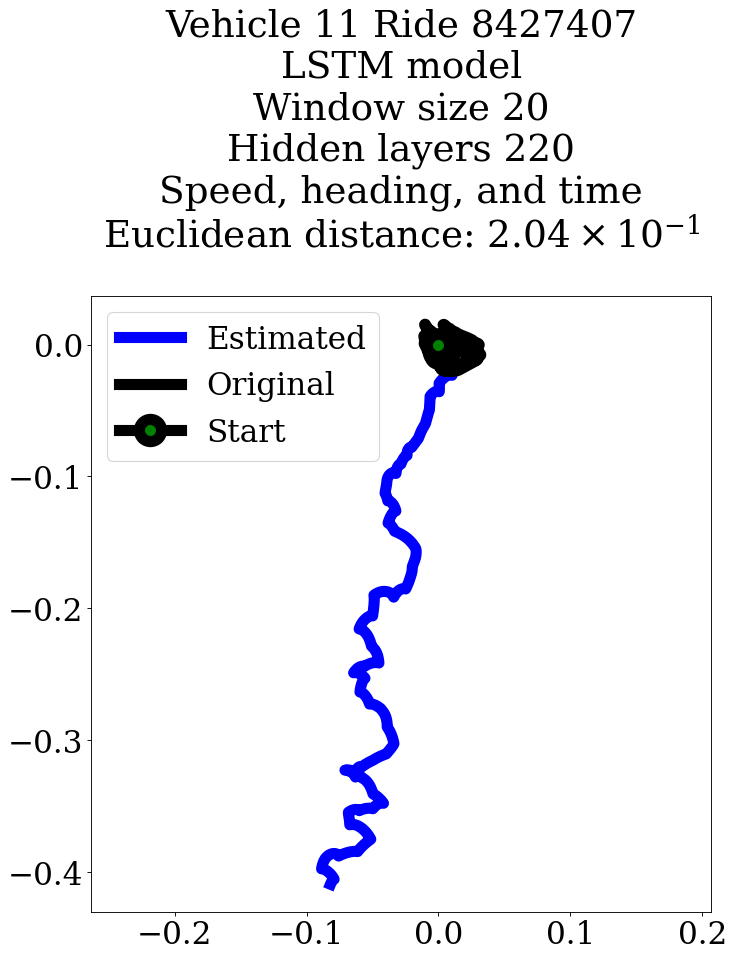 Vehicle 11 Ride 8427407
LSTM model
Window size 20
Hidden layers 220
Speed, heading, and time
Euclidean distance: 2.04 × 10⁻¹
Estimated
Original
Start
0.0
−0.1
−0.2
−0.3
−0.4
−0.2 −0.1 0.0 0.1 0.2